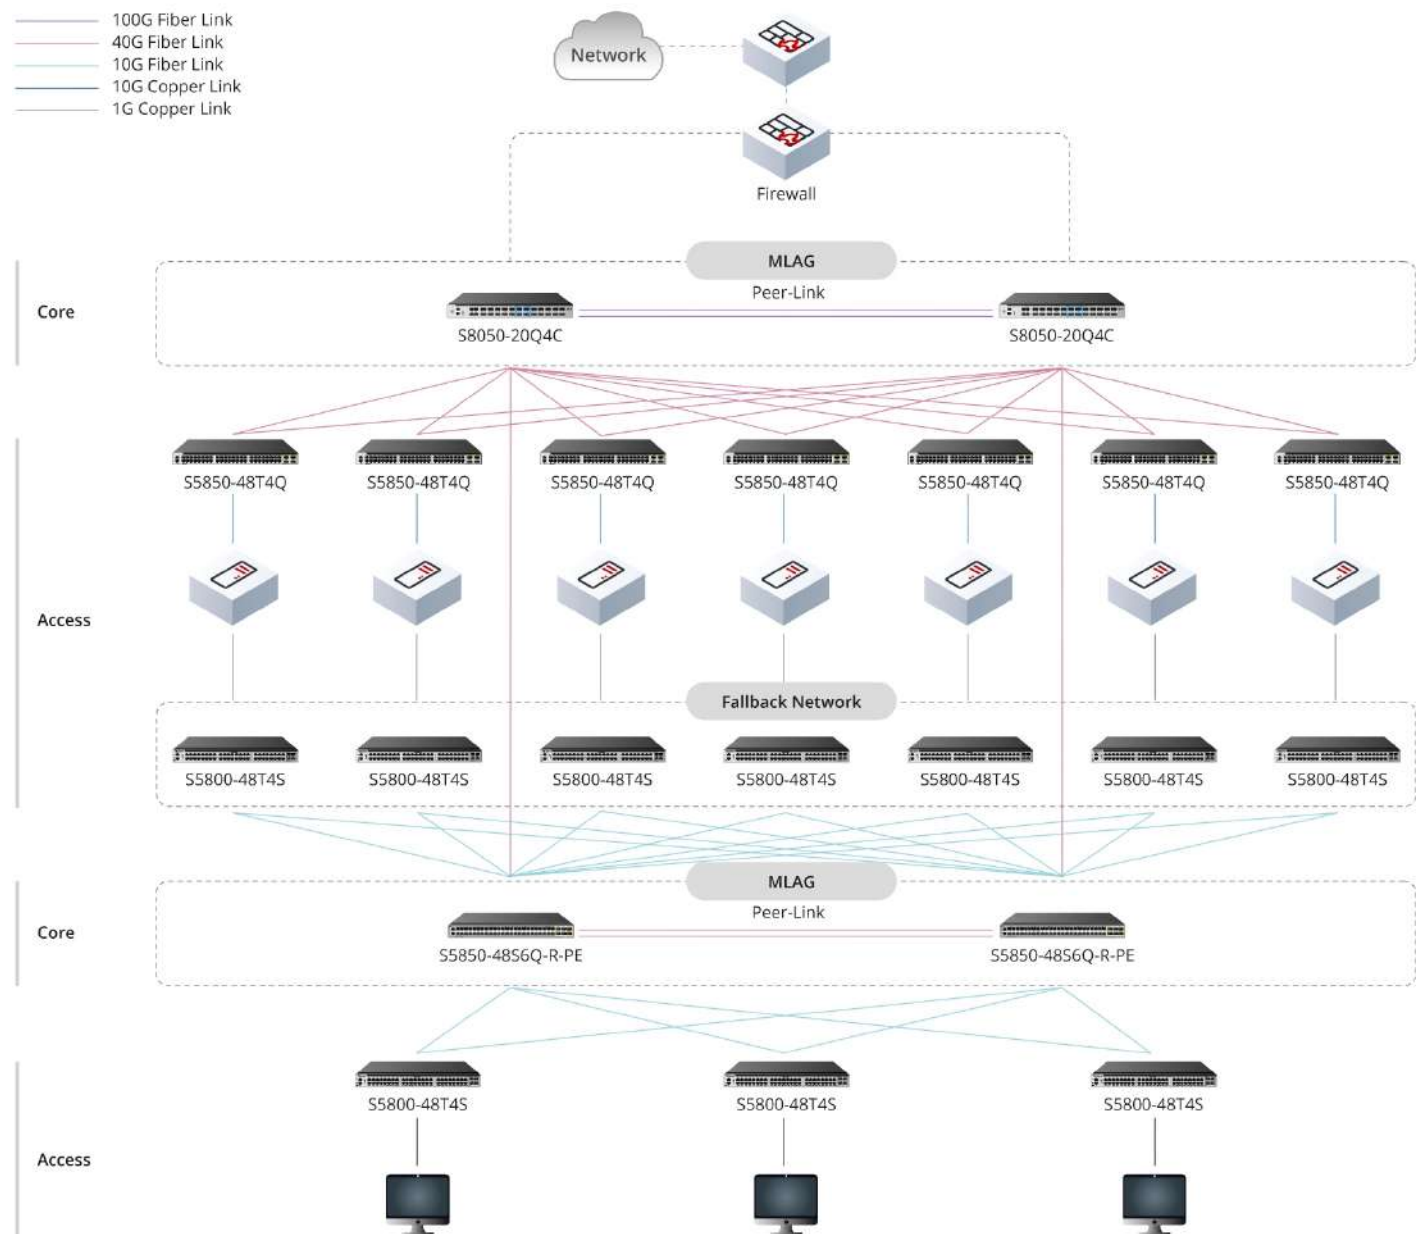 100G Fiber Link
40G Fiber Link
10G Fiber Link
10G Copper Link
1G Copper Link
Network
Firewall
MLAG
Peer-Link
Core
S8050-20Q4C S8050-20Q4C
S5850-48T4Q S5850-48T4Q S5850-48T4Q S5850-48T4Q S5850-48T4Q S5850-48T4Q S5850-48T4Q
Access
Fallback Network
S5800-48T4S S5800-48T4S S5800-48T4S S5800-48T4S S5800-48T4S S5800-48T4S S5800-48T4S
MLAG
Peer-Link
Core
S5850-48S6Q-R-PE S5850-48S6Q-R-PE
S5800-48T4S S5800-48T4S S5800-48T4S
Access